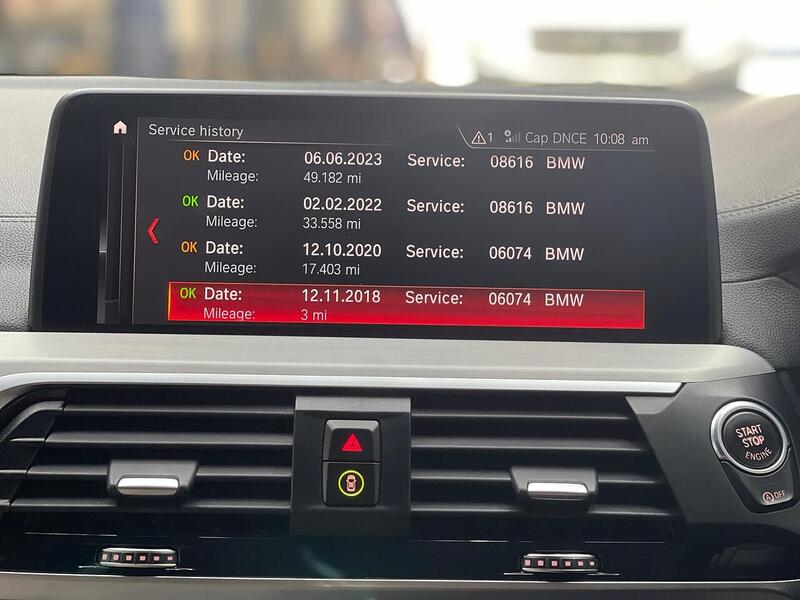 Service history 1 Cap DNCE 10:08 am
OK Date: 06.06.2023 Service: 08616 BMW
Mileage: 49.182 mi
OK Date: 02.02.2022 Service: 08616 BMW
Mileage: 33.558 mi
OK Date: 12.10.2020 Service: 06074 BMW
Mileage: 17.403 mi
OK Date: 12.11.2018 Service: 06074 BMW
Mileage: 3 mi
START
STOP
ENGINE
A OFF